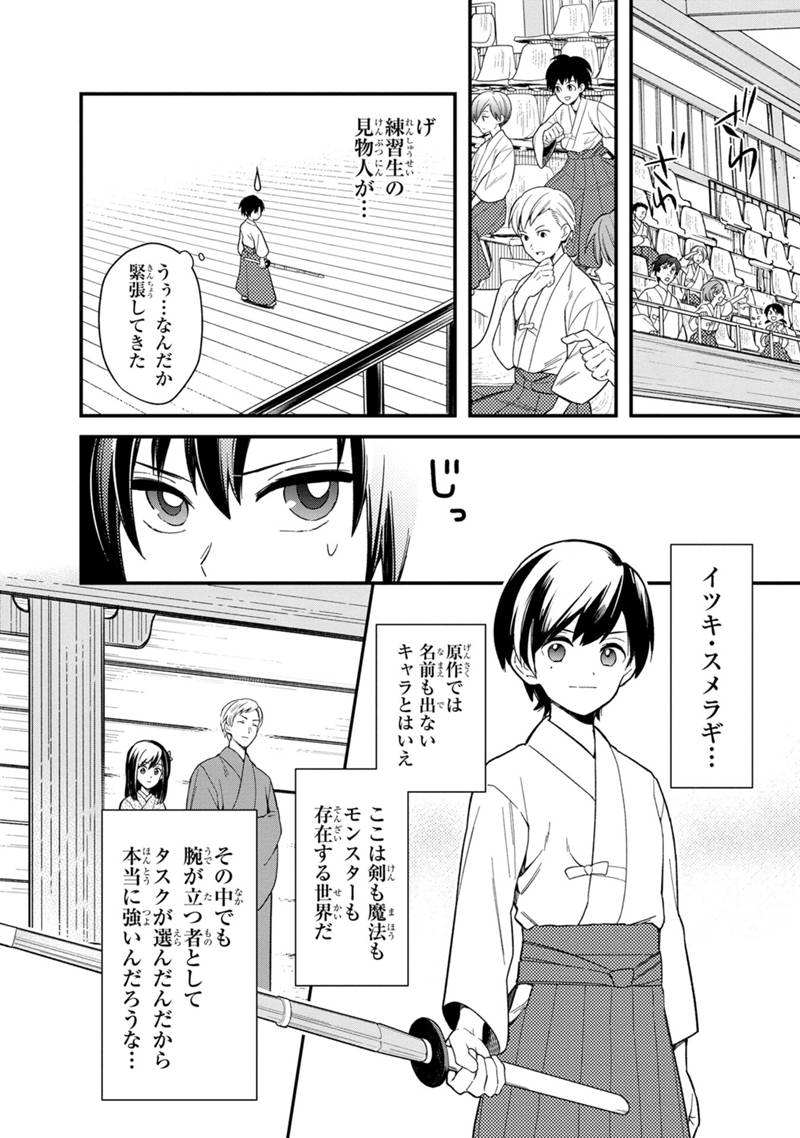 ざわ
ざわ
げ
練習生の
見物人が…
うぅ…なんだか
緊張してきた
じっ
イツキ・スメラギ…
原作では
名前も出ない
キャラとはいえ
ここは剣も魔法も
モンスターも
存在する世界だ
その中でも
腕が立つ者として
タスクが選んだんだから
本当に強いんだろうな…